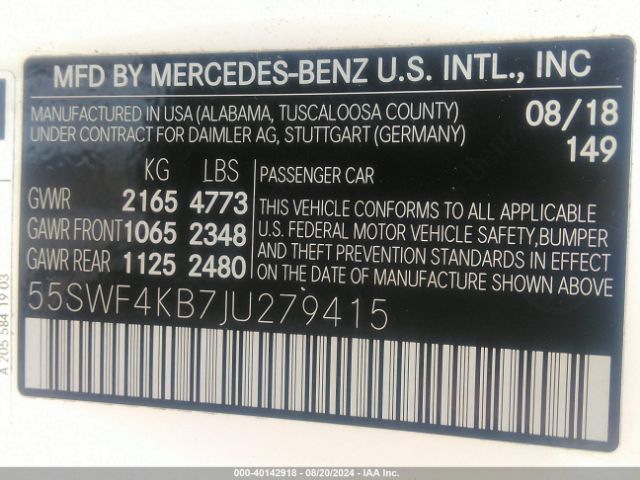 MFD BY MERCEDES-BENZ U.S. INTL., INC
MANUFACTURED IN USA (ALABAMA, TUSCALOOSA COUNTY)
UNDER CONTRACT FOR DAIMLER AG, STUTTGART (GERMANY)
08/18
149
KG LBS
GVWR 2165 4773
GAWR FRONT 1065 2348
GAWR REAR 1125 2480
PASSENGER CAR
THIS VEHICLE CONFORMS TO ALL APPLICABLE
U.S. FEDERAL MOTOR VEHICLE SAFETY, BUMPER
AND THEFT PREVENTION STANDARDS IN EFFECT
ON THE DATE OF MANUFACTURE SHOWN ABOVE
55SWF4KB7JU279415
A 205 584 19 03
000-40142918 - 08/20/2024 - IAA Inc.